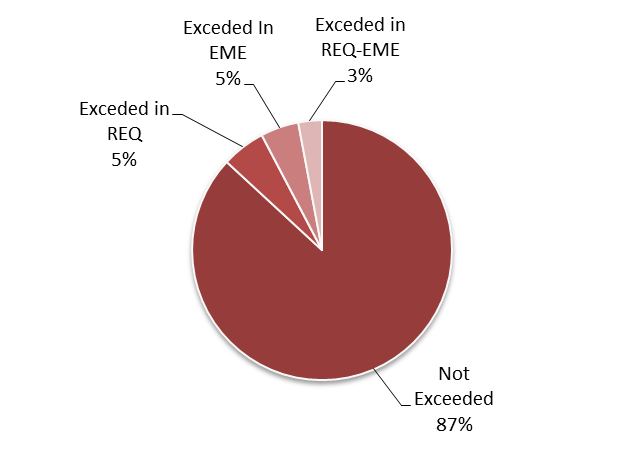 Exceded In
EME
5%
Exceded in
REQ-EME
3%
Exceded in
REQ
5%
Not
Exceeded
87%